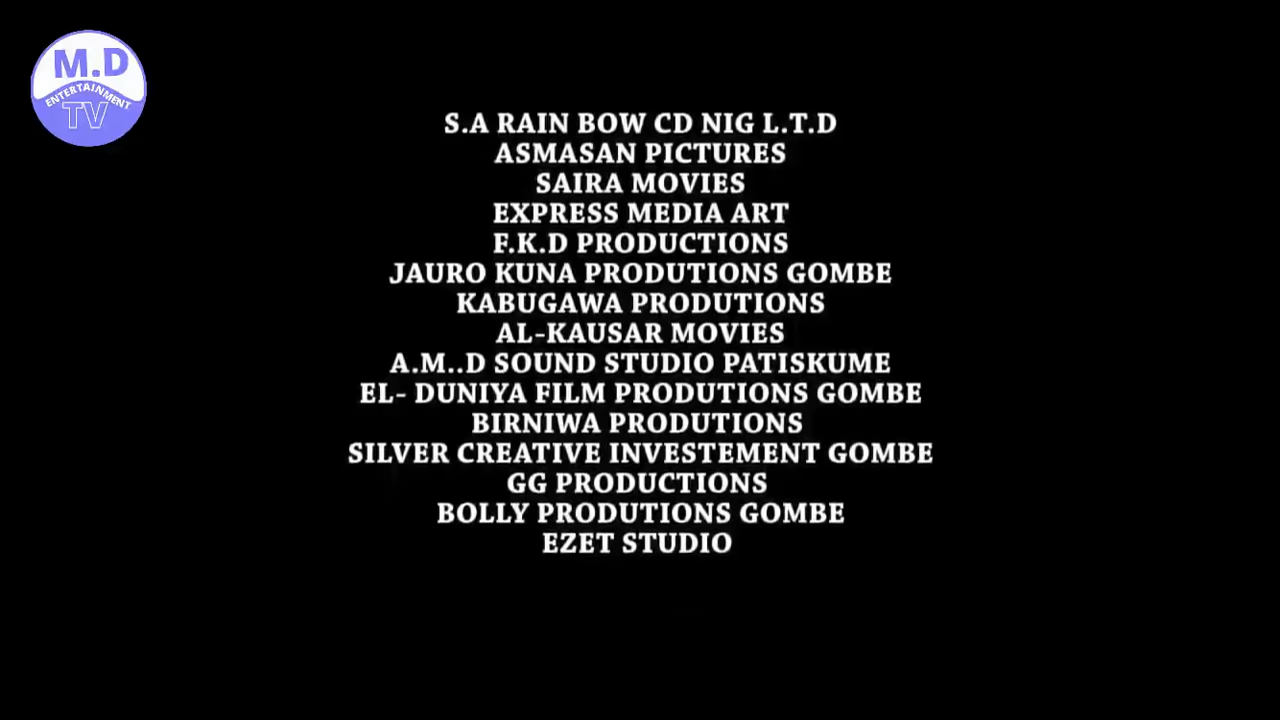 M.D
ENTERTAINMENT
TV
S.A RAIN BOW CD NIG L.T.D
ASMASAN PICTURES
SAIRA MOVIES
EXPRESS MEDIA ART
F.K.D PRODUCTIONS
JAURO KUNA PRODUTIONS GOMBE
KABUGAWA PRODUTIONS
AL-KAUSAR MOVIES
A.M..D SOUND STUDIO PATISKUME
EL- DUNIYA FILM PRODUTIONS GOMBE
BIRNIWA PRODUTIONS
SILVER CREATIVE INVESTEMENT GOMBE
GG PRODUCTIONS
BOLLY PRODUTIONS GOMBE
EZET STUDIO